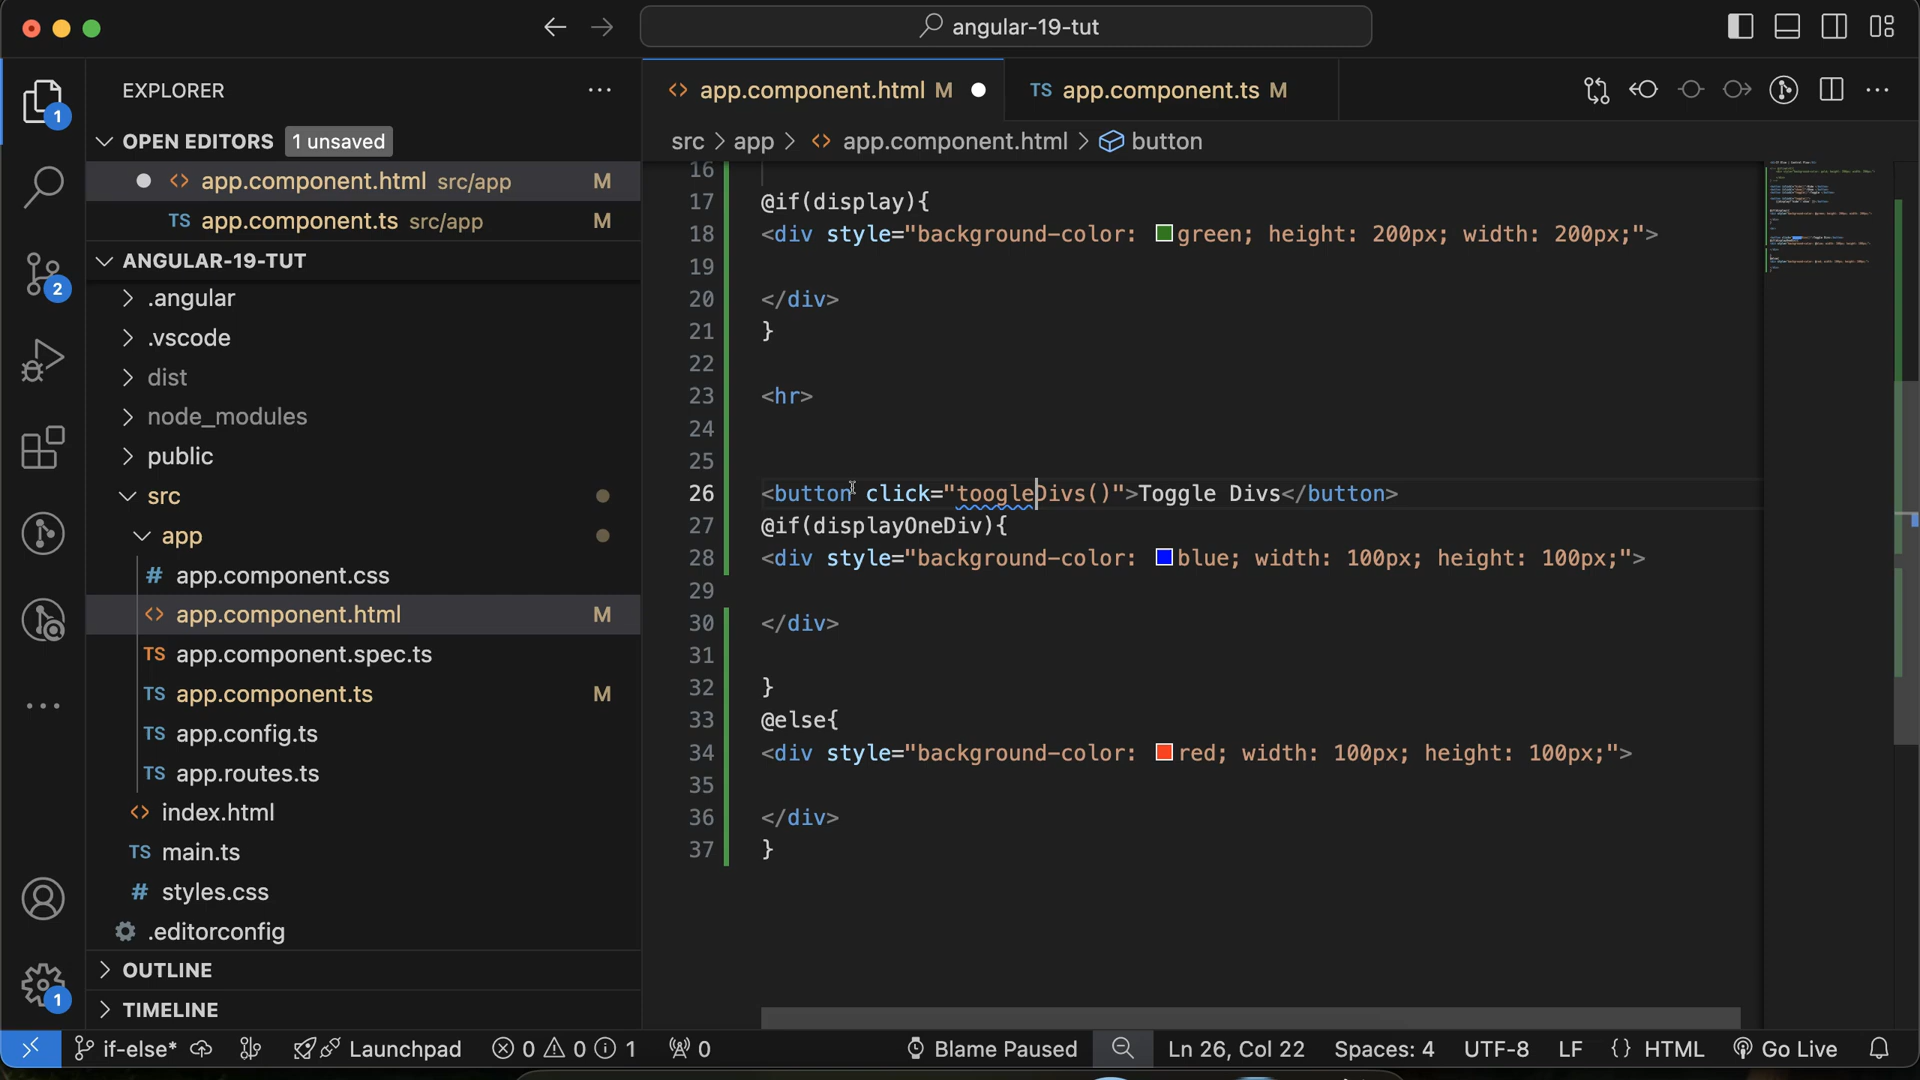 angular-19-tut
EXPLORER
OPEN EDITORS 1 unsaved
app.component.html src/app M
TS app.component.ts src/app M
ANGULAR-19-TUT
.angular
.vscode
dist
node_modules
public
src
app
# app.component.css
<> app.component.html M
TS app.component.spec.ts
TS app.component.ts M
TS app.config.ts
TS app.routes.ts
<> index.html
TS main.ts
# styles.css
.editorconfig
OUTLINE
TIMELINE
1
2
1
<> app.component.html M
TS app.component.ts M
src > app > <> app.component.html > button
16
17 @if(display){
18 <div style="background-color: green; height: 200px; width: 200px;">
19
20 </div>
21 }
22
23 <hr>
24
25
26 <button click="toogleDivs()">Toggle Divs</button>
27 @if(displayOneDiv){
28 <div style="background-color: blue; width: 100px; height: 100px;">
29
30 </div>
31
32 }
33 @else{
34 <div style="background-color: red; width: 100px; height: 100px;">
35
36 </div>
37 }
if-else* Launchpad 0 0 1 0 Blame Paused Ln 26, Col 22 Spaces: 4 UTF-8 LF {} HTML Go Live